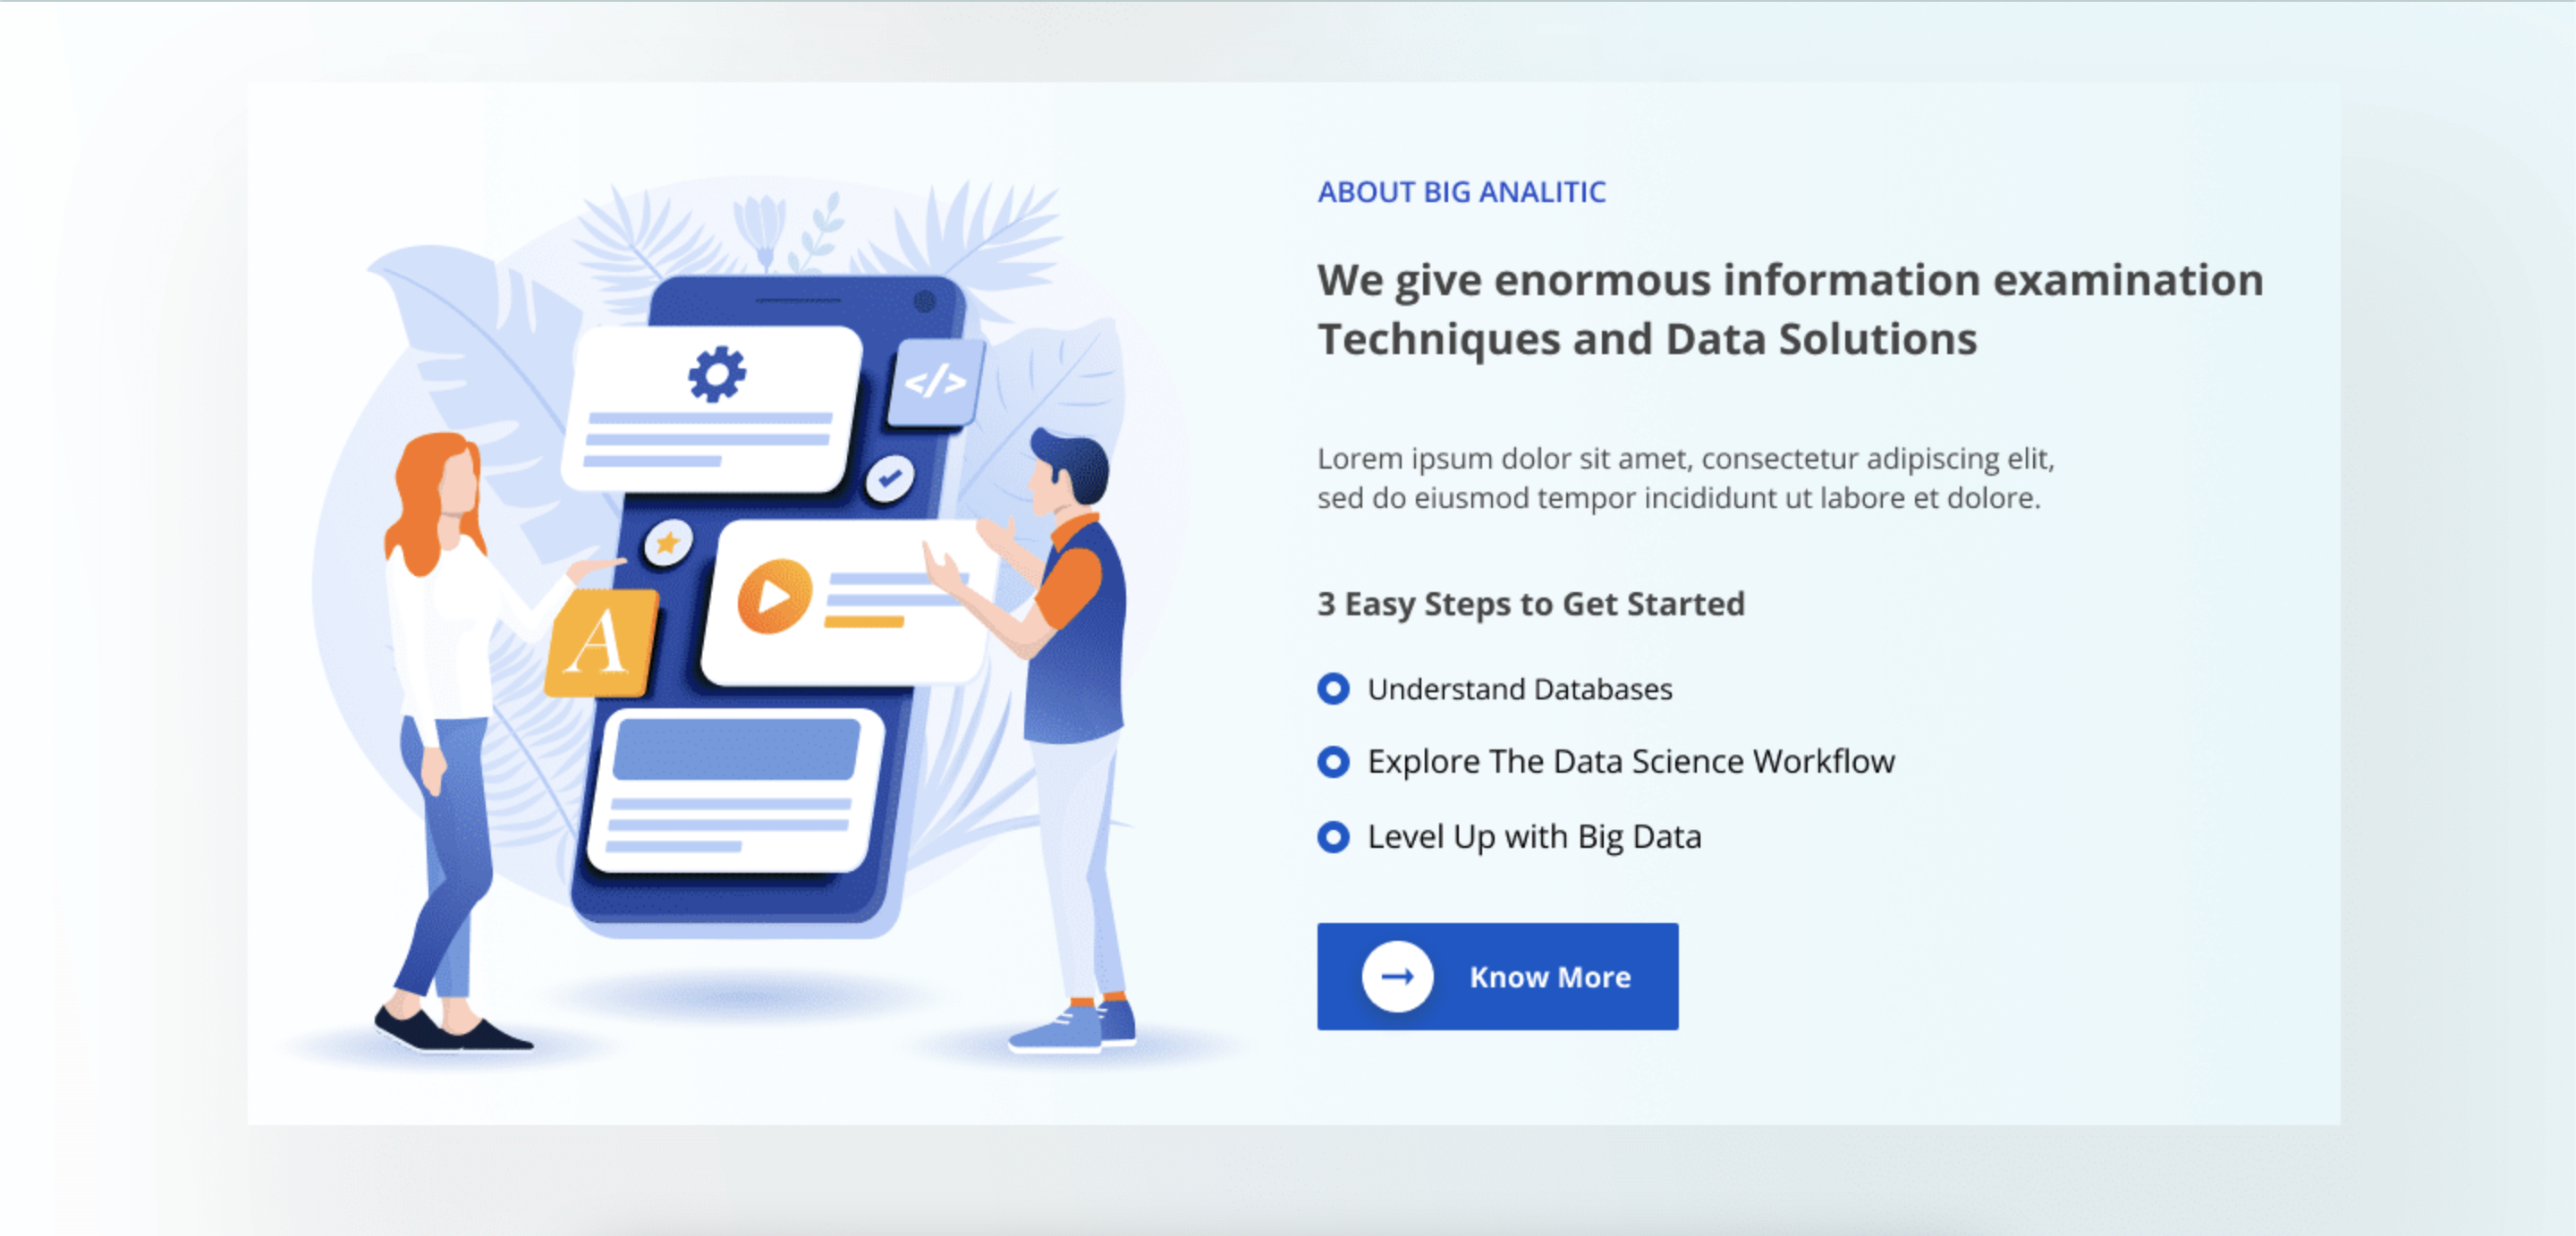 ABOUT BIG ANALITIC
We give enormous information examination
Techniques and Data Solutions
Lorem ipsum dolor sit amet, consectetur adipiscing elit,
sed do eiusmod tempor incididunt ut labore et dolore.
3 Easy Steps to Get Started
Understand Databases
Explore The Data Science Workflow
Level Up with Big Data
Know More
</>
A